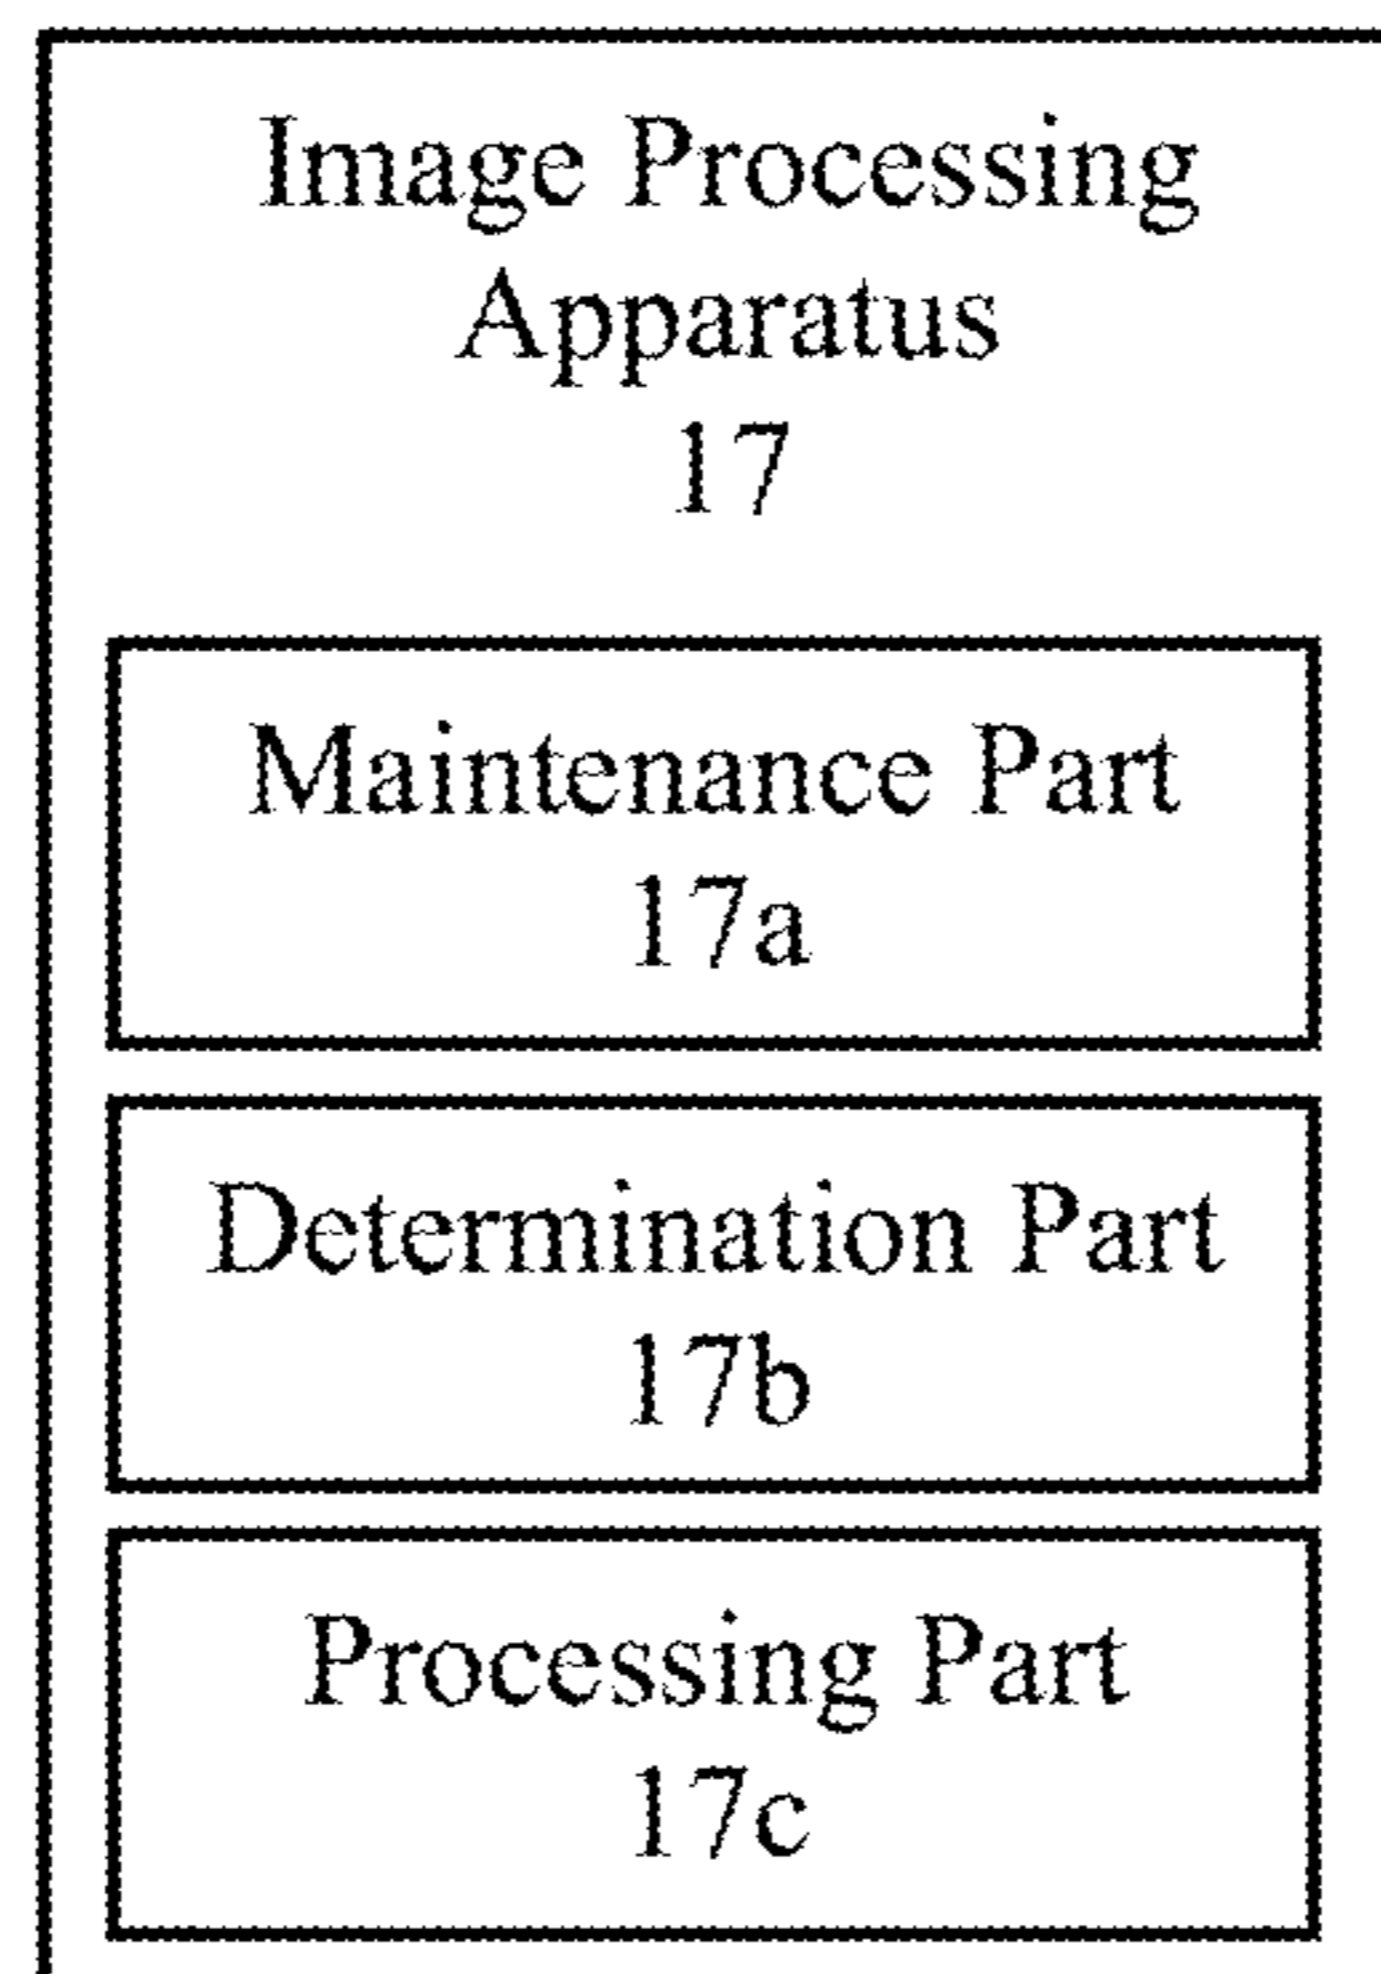 Image Processing
Apparatus
17
Maintenance Part
17a
Determination Part
17b
Processing Part
17c